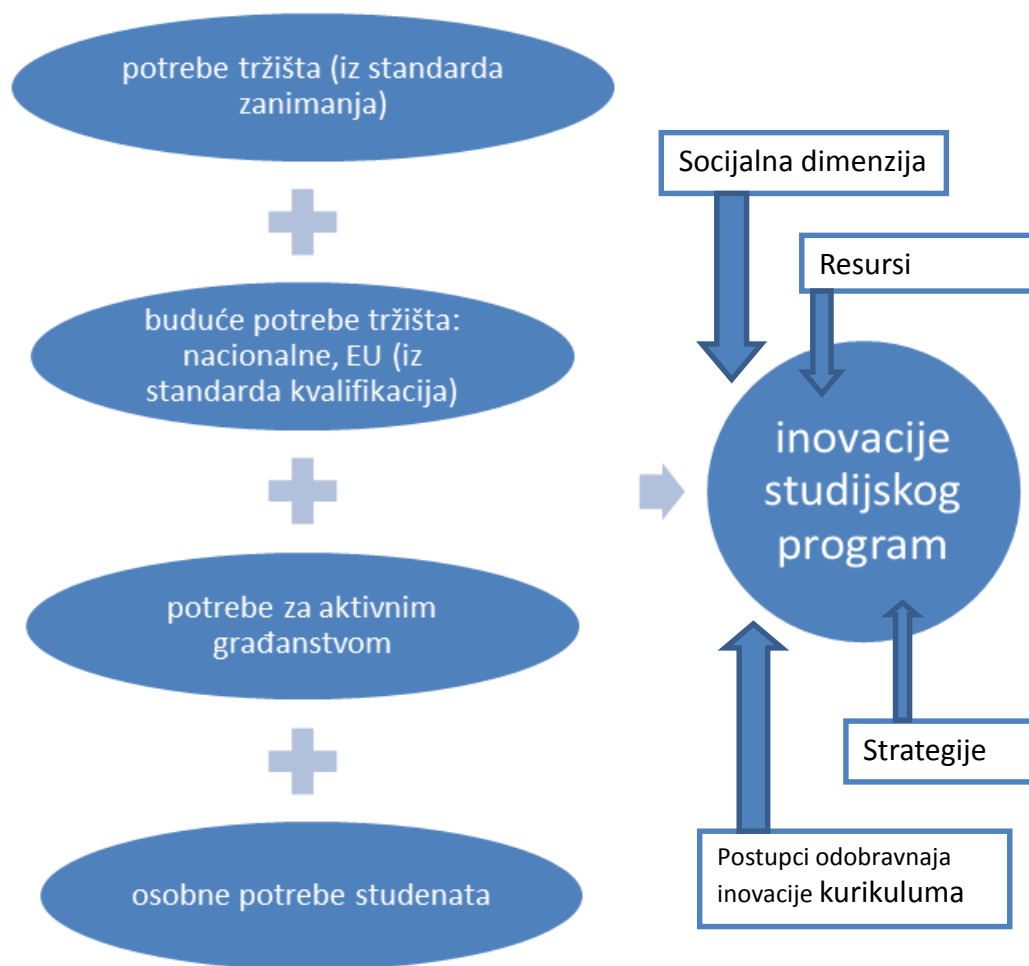 potrebe tržišta (iz standarda
zanimanja)
buduće potrebe tržišta:
nacionalne, EU (iz
standarda kvalifikacija)
potrebe za aktivnim
građanstvom
osobne potrebe studenata
Socijalna dimenzija
Resursi
inovacije
studijskog
program
Strategije
Postupci odobravnaja
inovacije kurikuluma